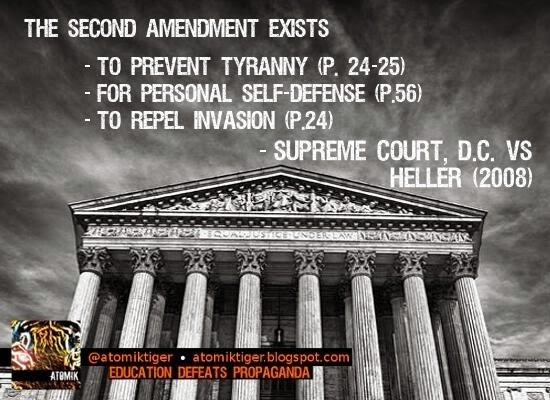 THE SECOND AMENDMENT EXISTS
- TO PREVENT TYRANNY (P. 24-25)
- FOR PERSONAL SELF-DEFENSE (P.56)
- TO REPEL INVASION (P.24)
- SUPREME COURT, D.C. VS
HELLER (2008)
EQUAL·JUSTICE·UNDER·LAW
ATOMIK
@atomiktiger • atomiktiger.blogspot.com
EDUCATION DEFEATS PROPAGANDA